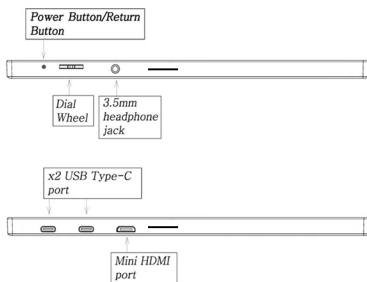 Power Button/Return
Button
Dial
Wheel
3.5mm
headphone
jack
x2 USB Type-C
port
Mini HDMI
port